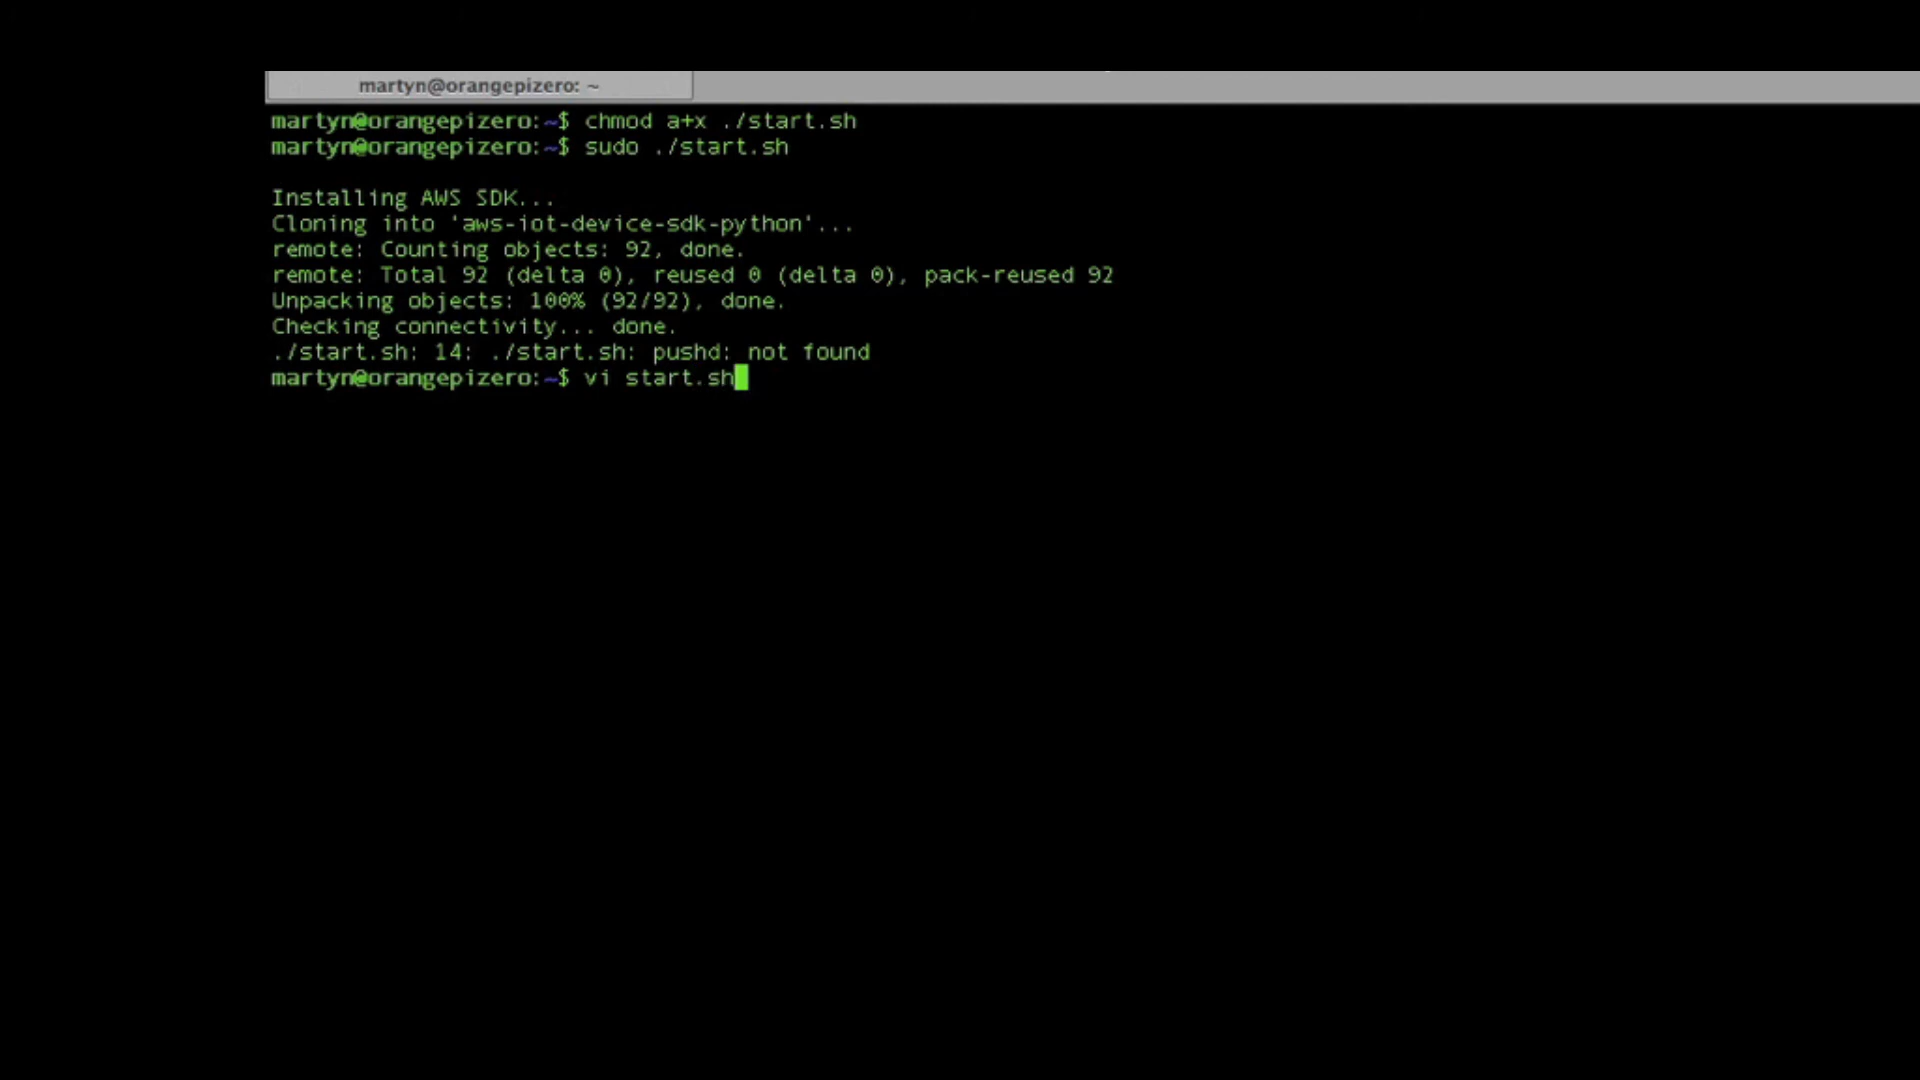 martyn@orangepizero: ~
martyn@orangepizero:~$ chmod a+x ./start.sh
martyn@orangepizero:~$ sudo ./start.sh
Installing AWS SDK...
Cloning into 'aws-iot-device-sdk-python'...
remote: Counting objects: 92, done.
remote: Total 92 (delta 0), reused 0 (delta 0), pack-reused 92
Unpacking objects: 100% (92/92), done.
Checking connectivity... done.
./start.sh: 14: ./start.sh: pushd: not found
martyn@orangepizero:~$ vi start.sh